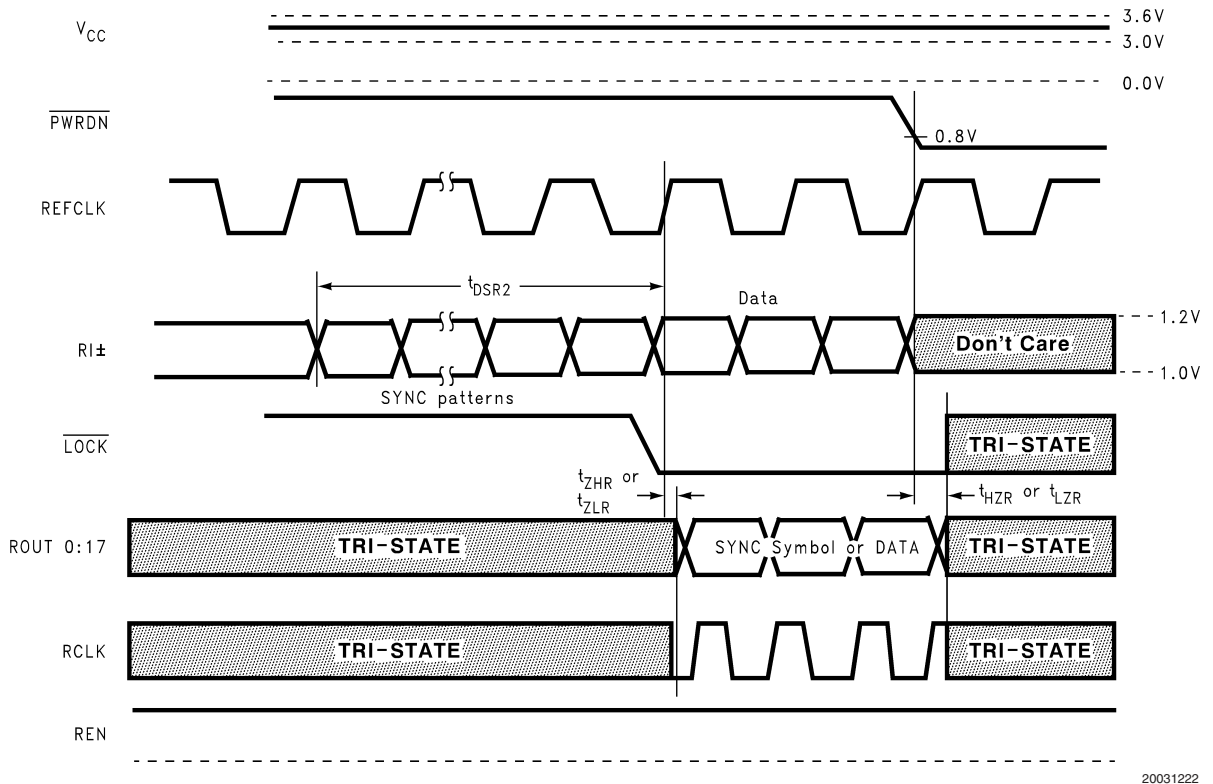 3.6V
VCC
3.0V
0.0V
PWRDN
0.8V
REFCLK
tDSR2
Data
1.2V
RI±
Don't Care
1.0V
SYNC patterns
LOCK
TRI-STATE
tZHR or
tZLR
tHZR or tLZR
ROUT 0:17
TRI-STATE
SYNC Symbol or DATA
TRI-STATE
RCLK
TRI-STATE
TRI-STATE
REN
20031222